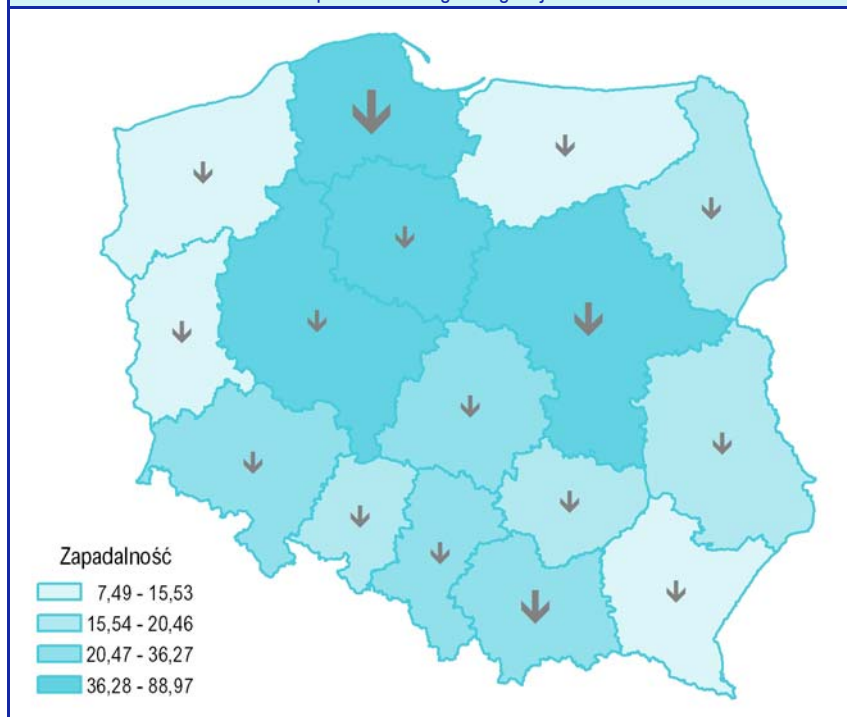 Zapadalność
7,49 - 15,53
15,54 - 20,46
20,47 - 36,27
36,28 - 88,97